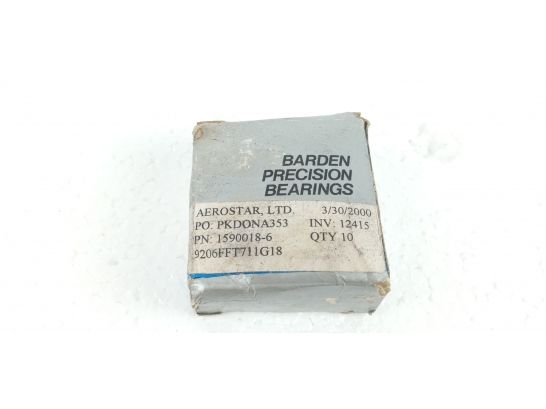 BARDEN
PRECISION
BEARINGS
AEROSTAR, LTD. 3/30/2000
PO. PKDONA353 INV: 12415
PN. 1590018-6 QTY 10
9206FFT711G18